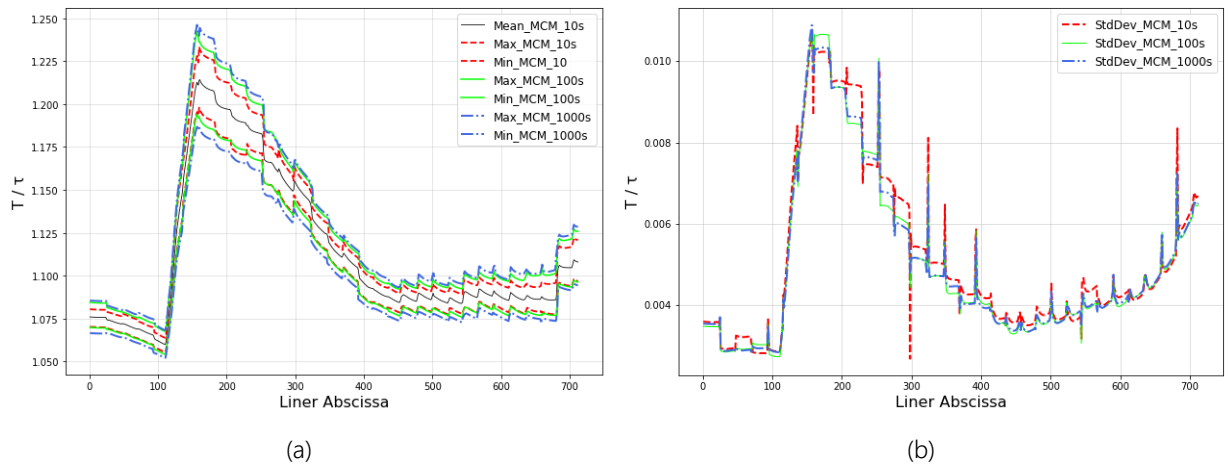 1.250
1.225
1.200
1.175
1.150
1.125
1.100
1.075
1.050
T / τ
0
100
200
300
400
500
600
700
Liner Abscissa
Mean_MCM_10s
Max_MCM_10s
Min_MCM_10
Max_MCM_100s
Min_MCM_100s
Max_MCM_1000s
Min_MCM_1000s
(a)
0.010
0.008
0.006
0.004
T / τ
0
100
200
300
400
500
600
700
Liner Abscissa
StdDev_MCM_10s
StdDev_MCM_100s
StdDev_MCM_1000s
(b)